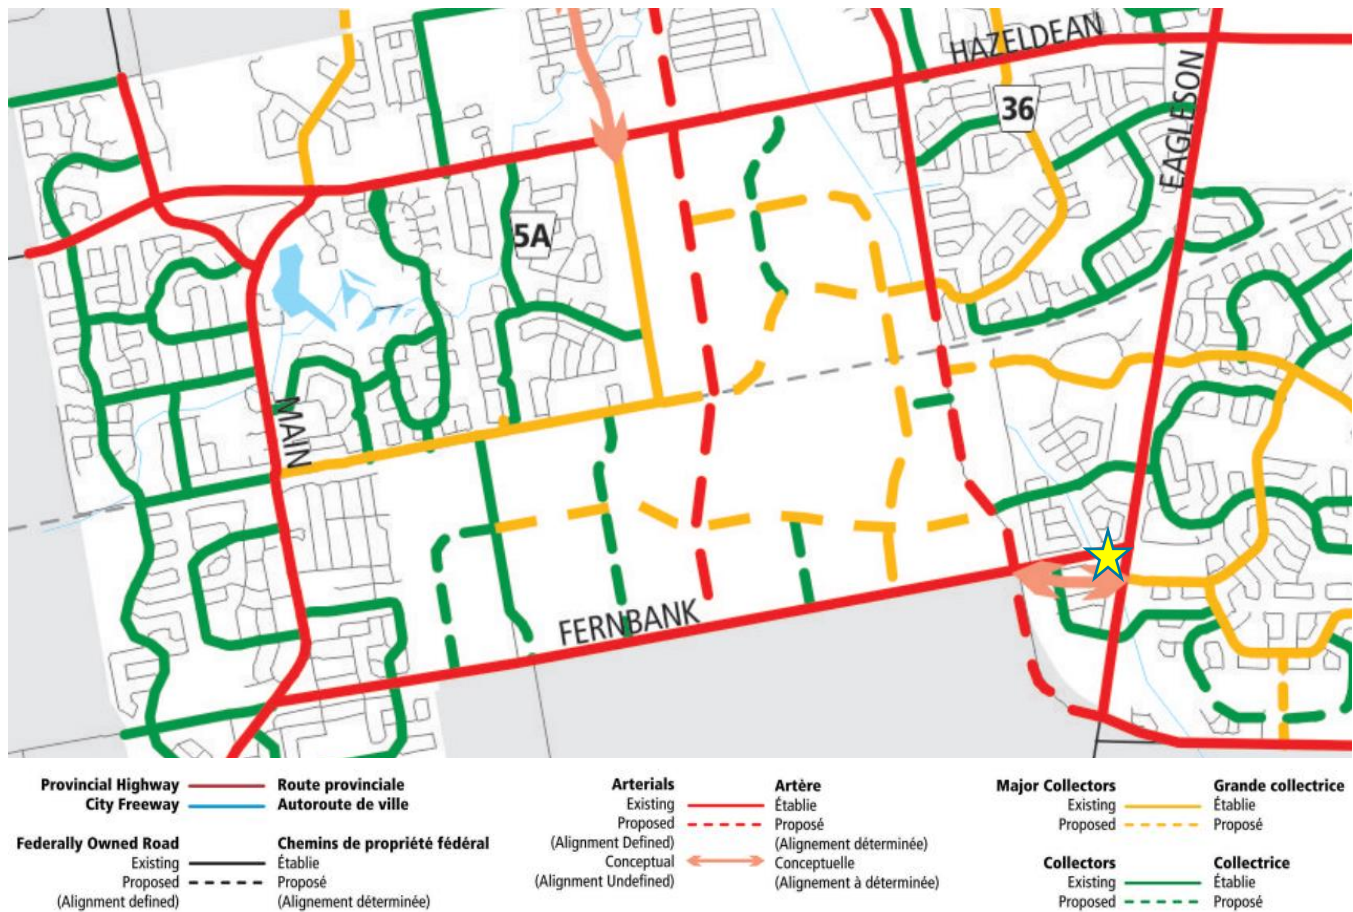 HAZELDEAN
36
EAGLESON
5A
MAIN
FERNBANK
Provincial Highway Route provinciale
City Freeway Autoroute de ville
Federally Owned Road Chemins de propriété fédéral
Existing Établie
Proposed Proposé
(Alignment defined) (Alignement déterminée)
Arterials Artère
Existing Établie
Proposed Proposé
(Alignment Defined) (Alignement déterminée)
Conceptual Conceptuelle
(Alignment Undefined) (Alignement à déterminée)
Major Collectors Grande collectrice
Existing Établie
Proposed Proposé
Collectors Collectrice
Existing Établie
Proposed Proposé